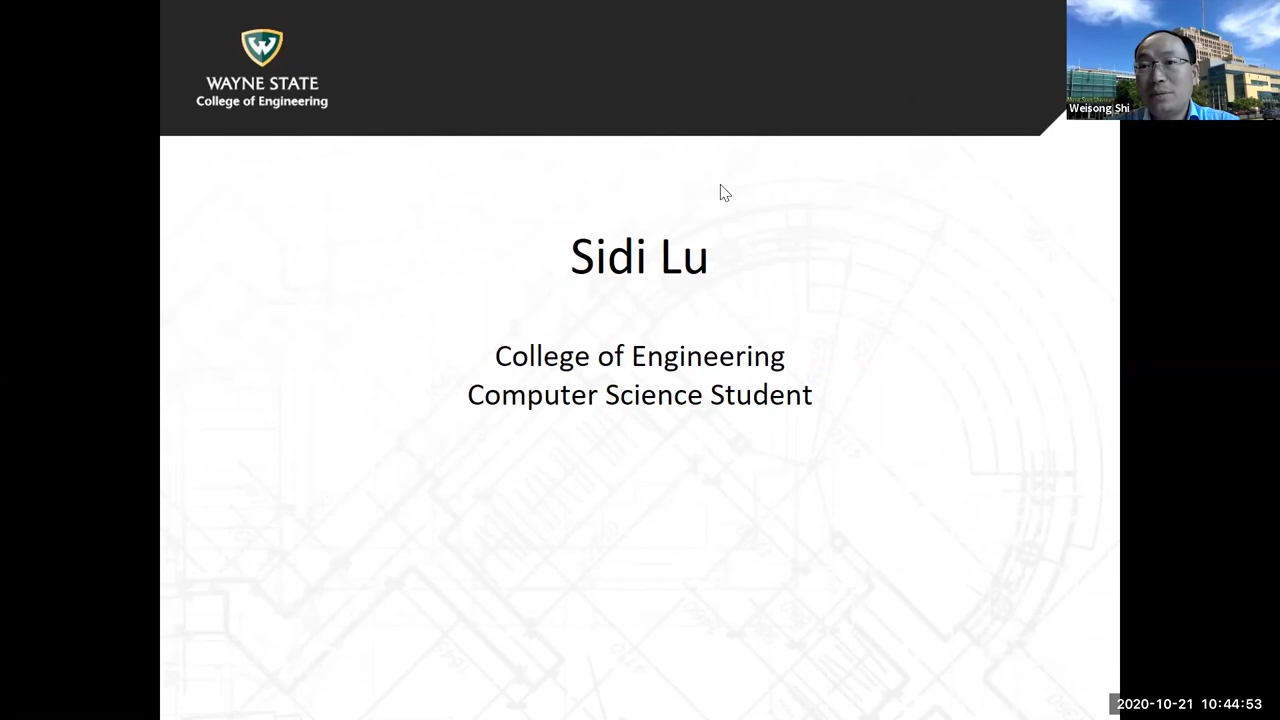 WAYNE STATE
College of Engineering
Weisong Shi
Sidi Lu
College of Engineering
Computer Science Student
2020-10-21 10:44:53